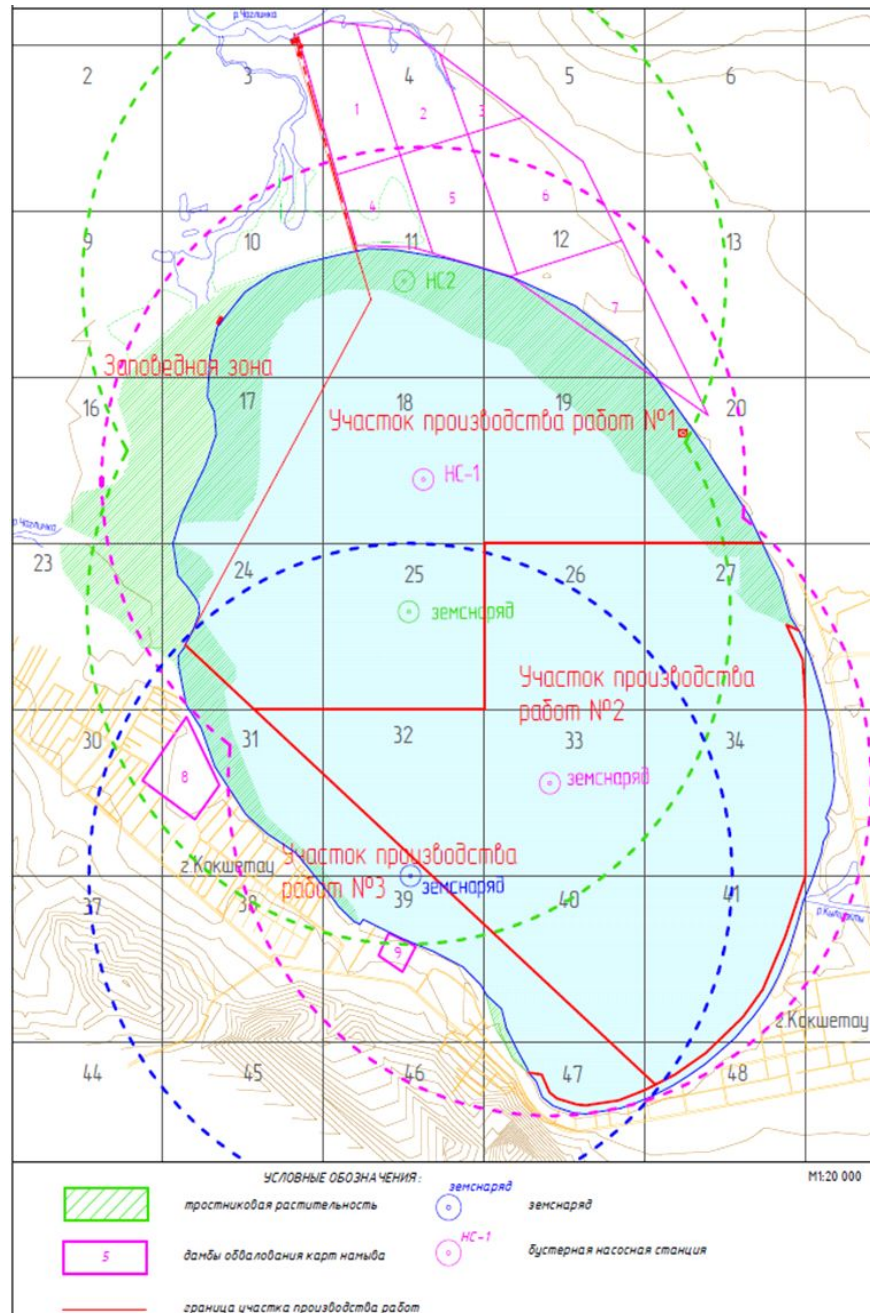 р.Чаглинка
2
3
4
5
6
1
2
3
4
5
6
9
10
11
12
13
НС2
7
Заповедная зона
16
17
18
19
20
Участок производства работ №1
НС-1
р.Чаглинка
23
24
25
26
27
земснаряд
Участок производства
работ №2
30
31
32
33
34
8
земснаряд
г.Кокшетау
Участок производства
работ №3
земснаряд
37
38
39
40
41
9
г.Кокшетау
44
45
46
47
48
УСЛОВНЫЕ ОБОЗНАЧЕНИЯ:
М1:20 000
тростниковая растительность
земснаряд
земснаряд
5
дамбы обвалования карт намыва
НС-1
бустерная насосная станция
граница участка производства работ